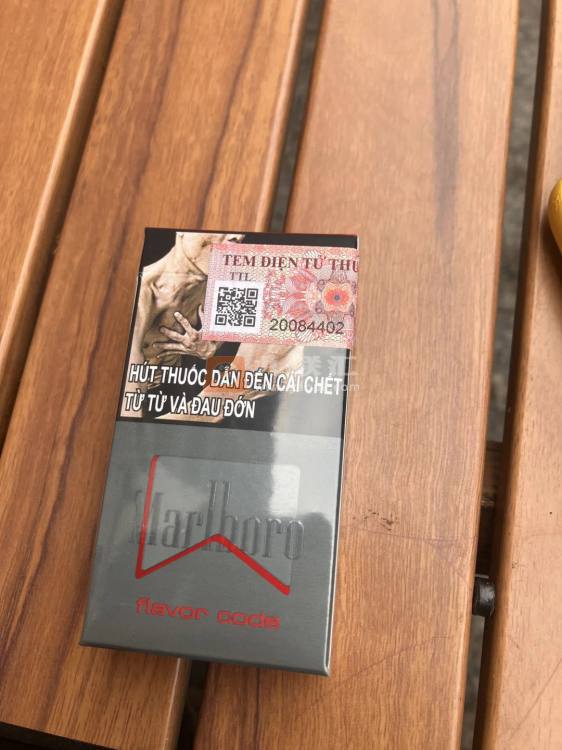 TEM ĐIỆN TỬ THU
TTL
20084402
HÚT THUỐC DẪN ĐẾN CÁI CHẾT
TỪ TỪ VÀ ĐAU ĐỚN
Marlboro
flavor code